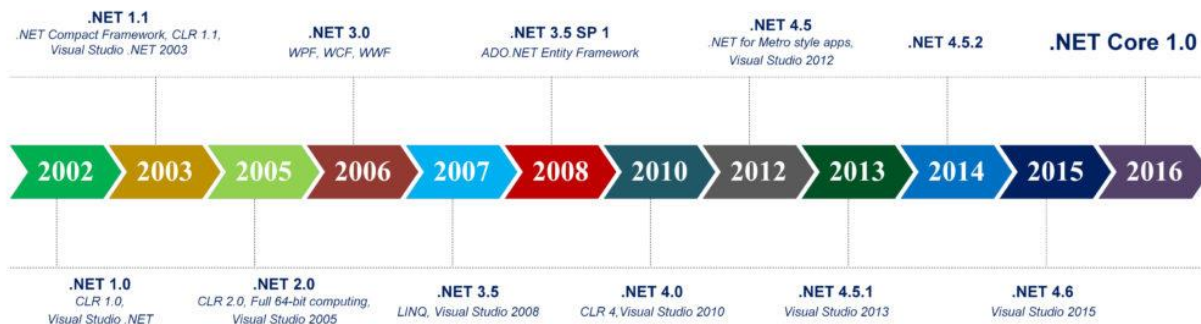 .NET 1.1
.NET Compact Framework, CLR 1.1,
Visual Studio .NET 2003
.NET 3.0
WPF, WCF, WWF
.NET 3.5 SP 1
ADO.NET Entity Framework
.NET 4.5
.NET for Metro style apps,
Visual Studio 2012
.NET 4.5.2
.NET Core 1.0
2002
2003
2005
2006
2007
2008
2010
2012
2013
2014
2015
2016
.NET 1.0
CLR 1.0,
Visual Studio .NET
.NET 2.0
CLR 2.0, Full 64-bit computing,
Visual Studio 2005
.NET 3.5
LINQ, Visual Studio 2008
.NET 4.0
CLR 4,Visual Studio 2010
.NET 4.5.1
Visual Studio 2013
.NET 4.6
Visual Studio 2015